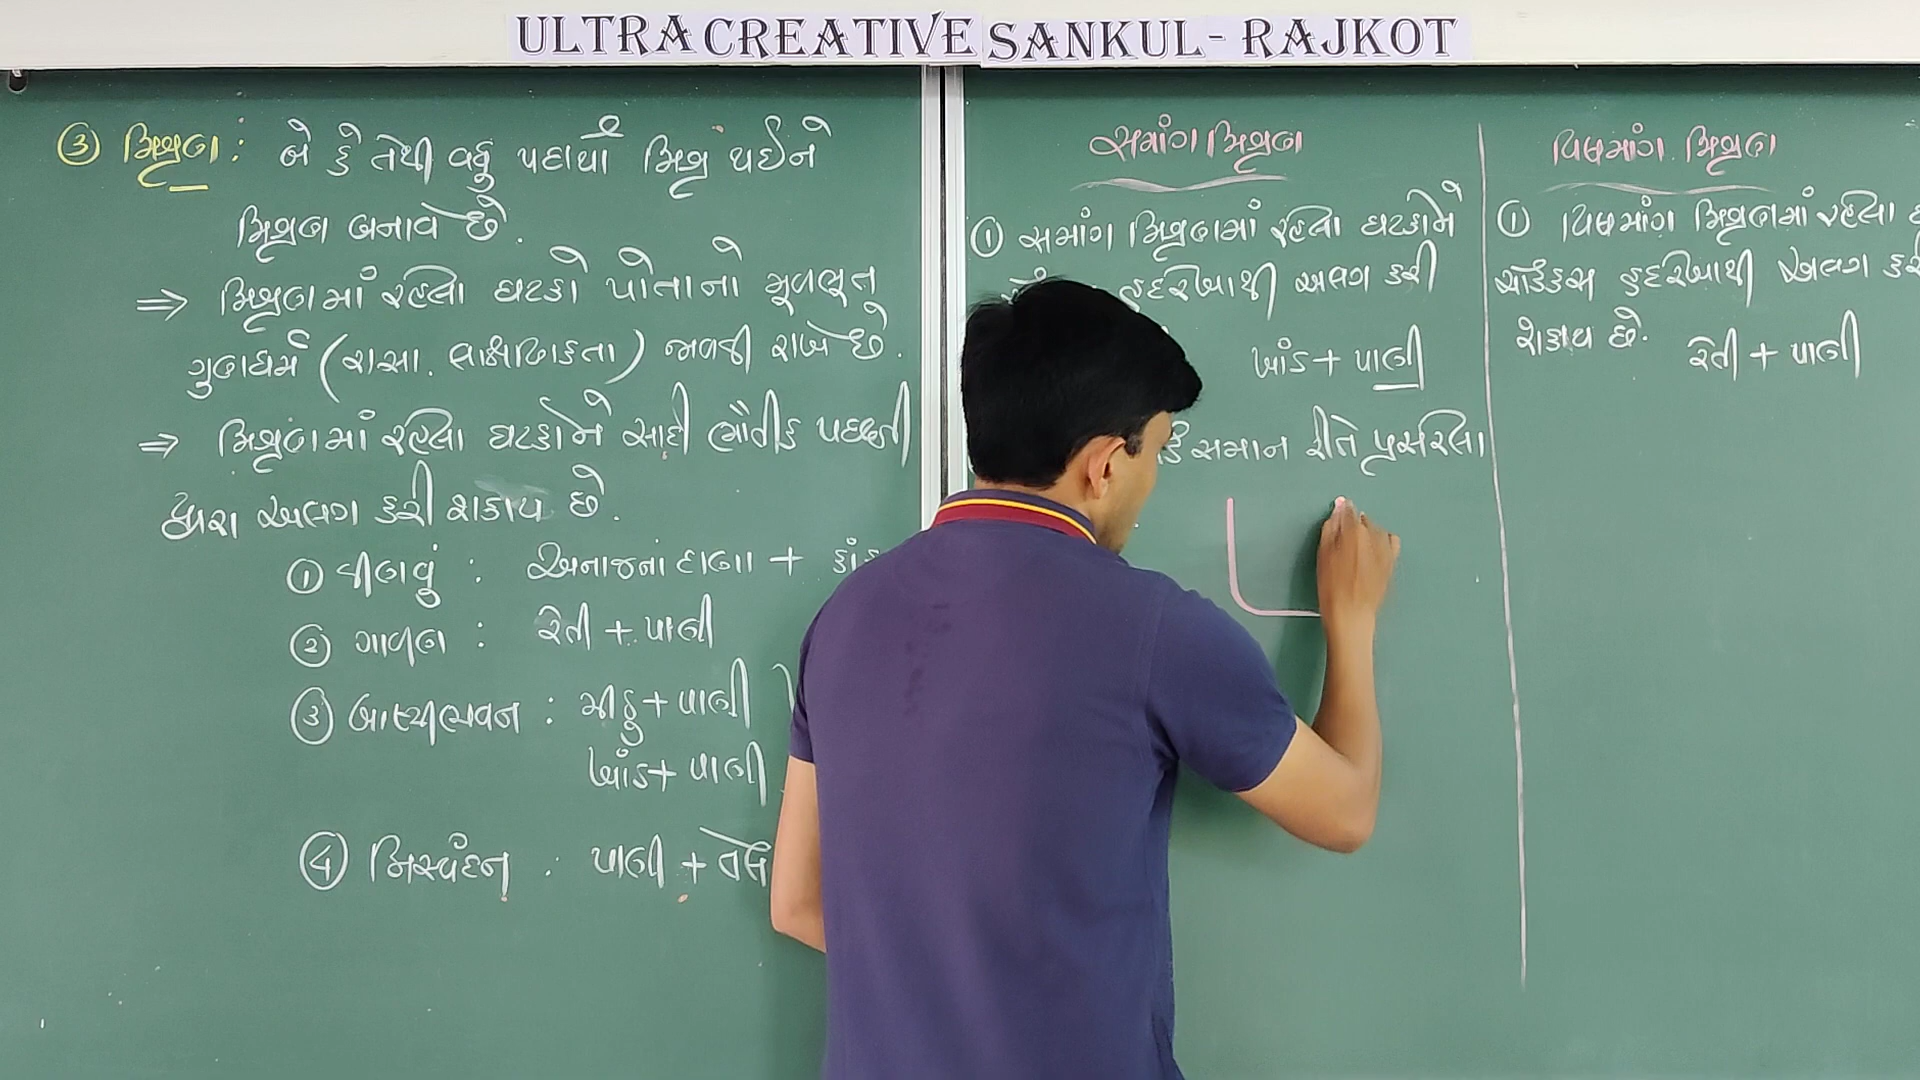 ULTRA CREATIVE SANKUL - RAJKOT
③ મિશ્રણ : બે કે તેથી વધુ પદાર્થો મિશ્ર થઈને
મિશ્રણ બનાવે છે.
⇒ મિશ્રણમાં રહેલા ઘટકો પોતાનો મૂળભૂત
ગુણધર્મ (રાસા. લાક્ષણિકતા) જાળવી રાખે છે.
⇒ મિશ્રણમાં રહેલા ઘટકોને સાદી ભૌતીક પદ્ધતી
દ્વારા અલગ કરી શકાય છે.
① વીણવું : અનાજનાં દાણા +
② ગાળણ : રેતી + પાણી
③ બાષ્પીભવન : મીઠુ + પાણી
ખાંડ + પાણી
④ નિસ્યંદન : પાણી + તેલ
સમાંગ મિશ્રણ
① સમાંગ મિશ્રણમાં રહેલા ઘટકોને
હદરેખાથી અલગ કરી
ખાંડ + પાણી
સમાન રીતે પ્રસરેલા
વિષમાંગ મિશ્રણ
① વિષમાંગ મિશ્રણમાં રહેલા
ચોક્કસ હદરેખાથી અલગ કરી
શકાય છે. રેતી + પાણી